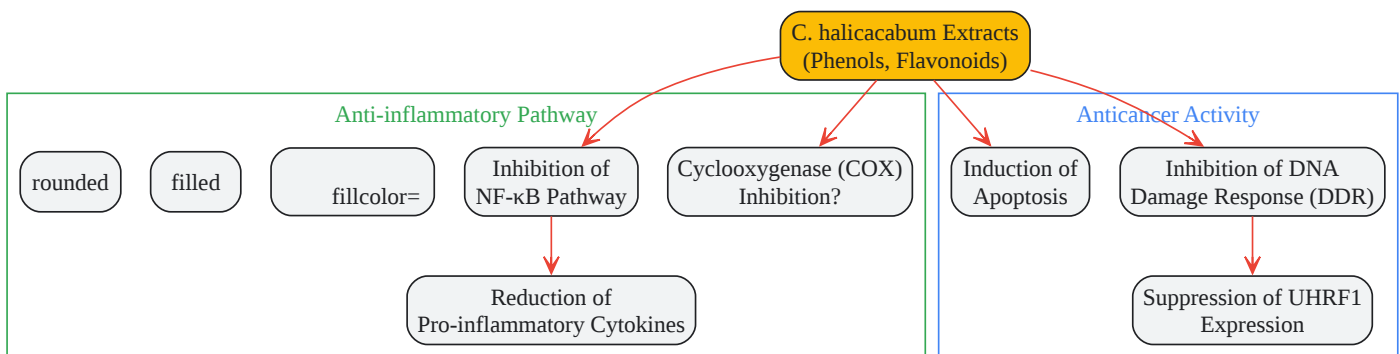 C. halicacabum Extracts
(Phenols, Flavonoids)
Anti-inflammatory Pathway
Anticancer Activity
rounded
filled
fillcolor=
Inhibition of
NF-κB Pathway
Cyclooxygenase (COX)
Inhibition?
Induction of
Apoptosis
Inhibition of DNA
Damage Response (DDR)
Reduction of
Pro-inflammatory Cytokines
Suppression of UHRF1
Expression